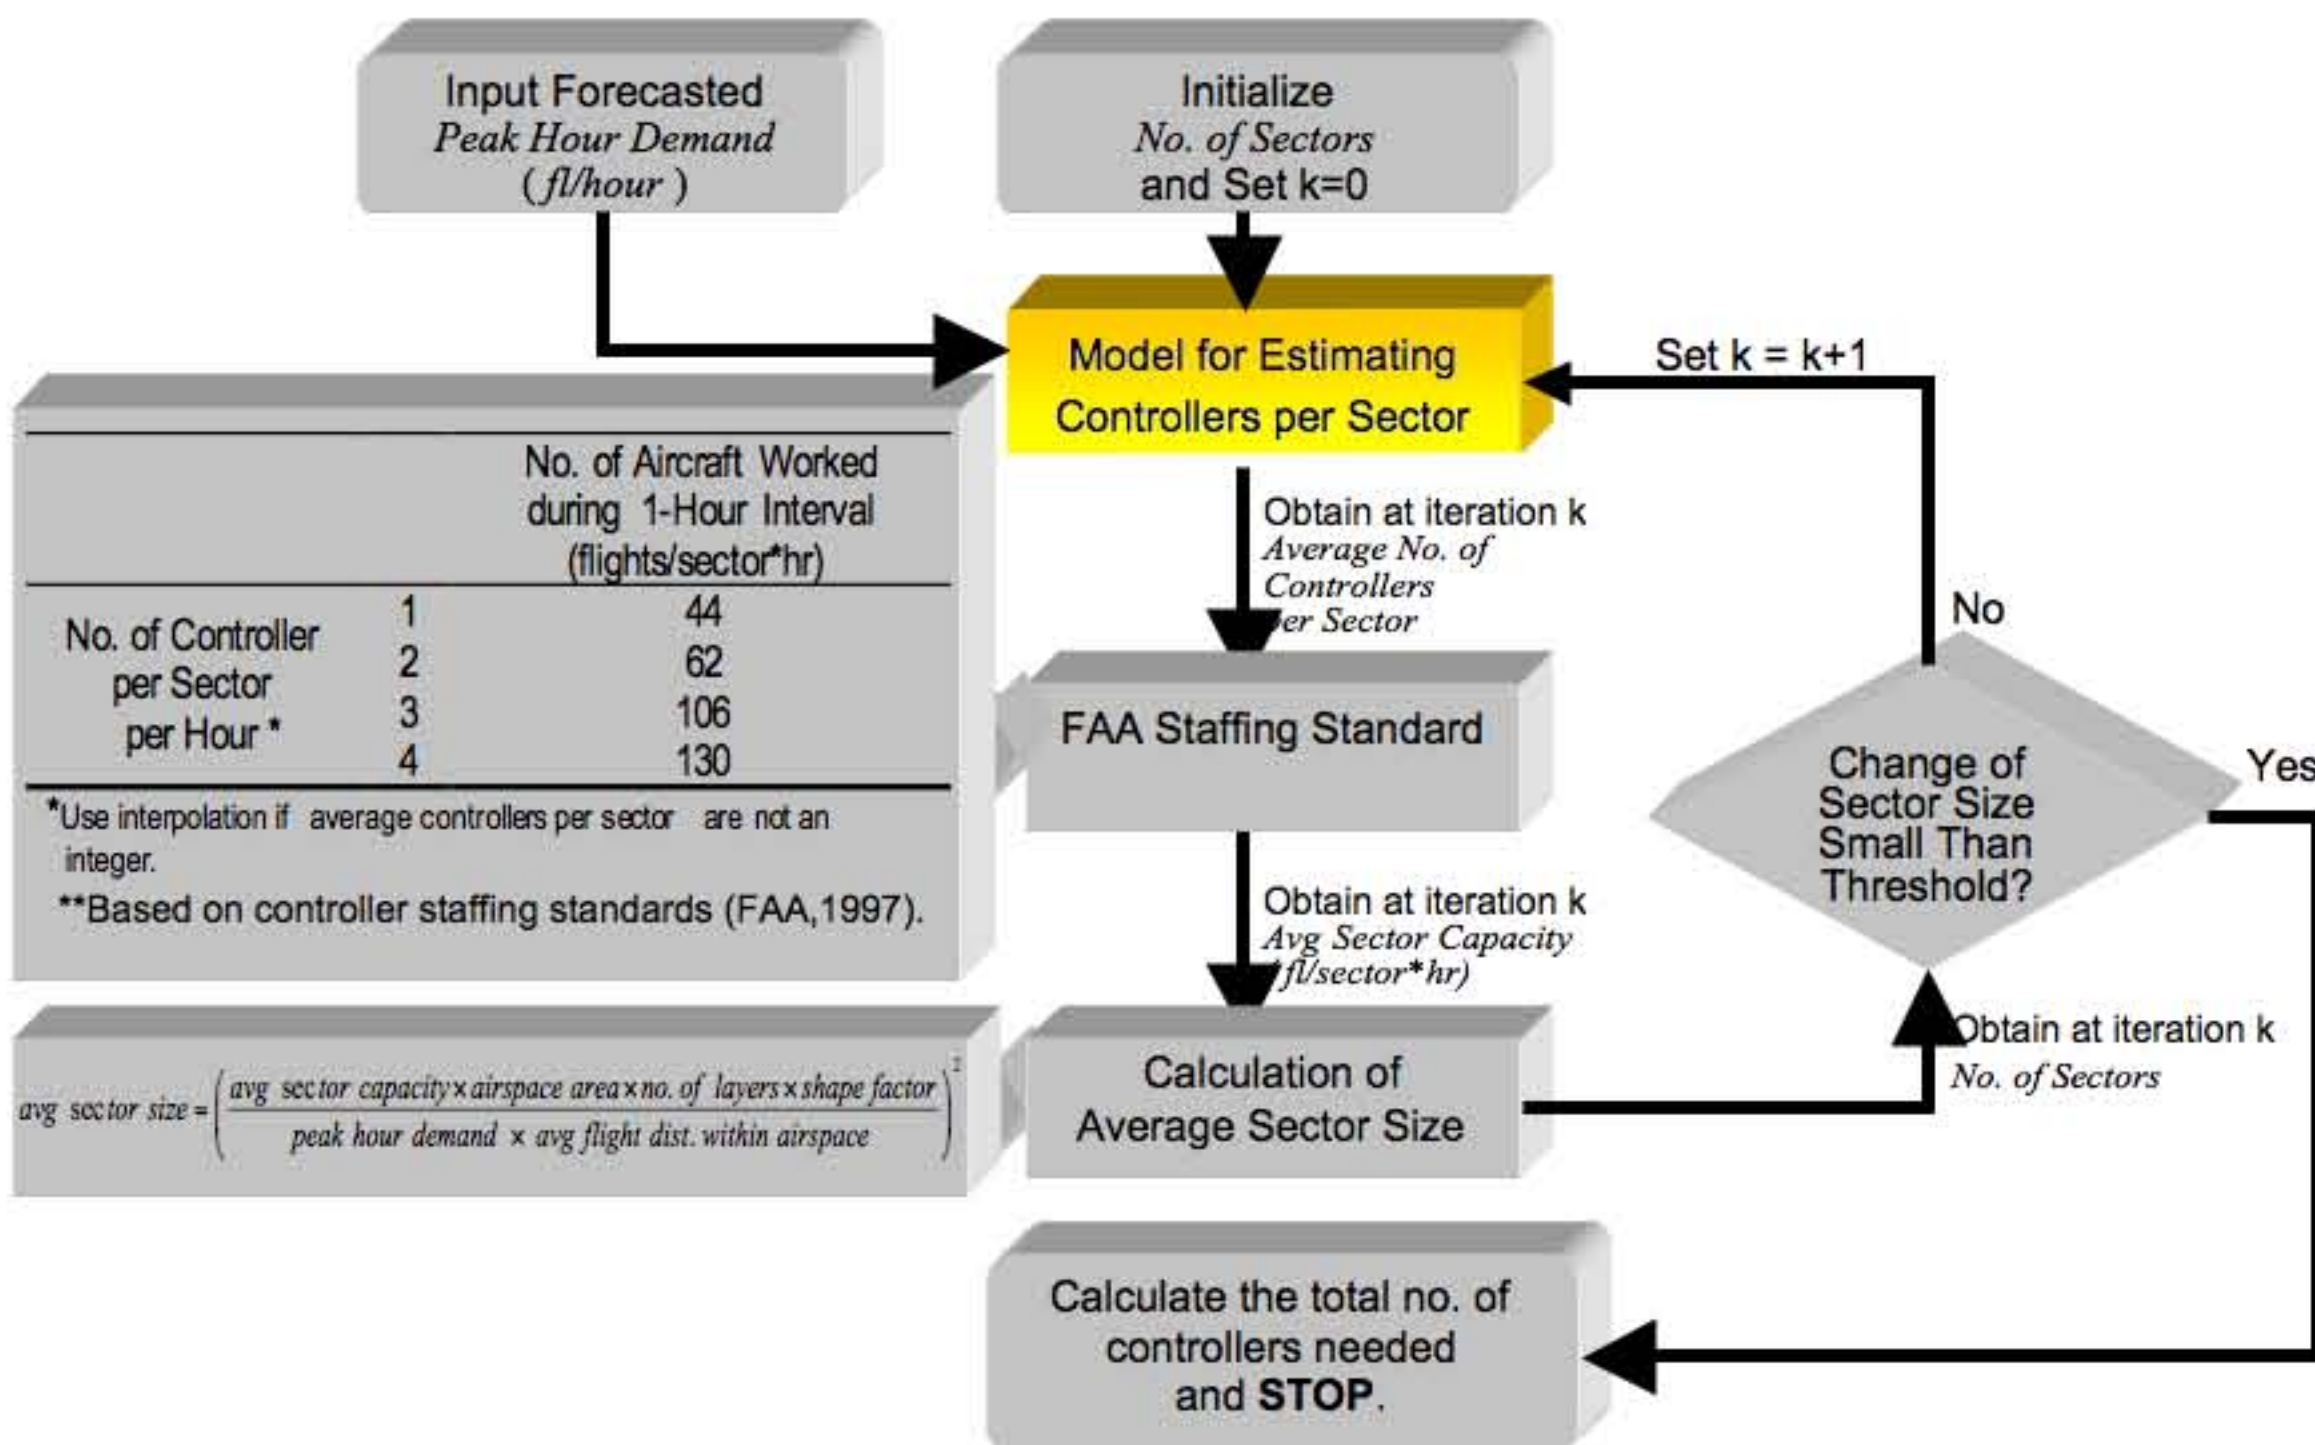 Input Forecasted
Peak Hour Demand
( fl/hour )
Initialize
No. of Sectors
and Set k=0
Model for Estimating
Controllers per Sector
Set k = k+1
No. of Aircraft Worked
during 1-Hour Interval
(flights/sector*hr)
No. of Controller
per Sector
per Hour *
1 44
2 62
3 106
4 130
*Use interpolation if average controllers per sector are not an
integer.
**Based on controller staffing standards (FAA,1997).
Obtain at iteration k
Average No. of
Controllers
per Sector
FAA Staffing Standard
Obtain at iteration k
Avg Sector Capacity
(fl/sector*hr)
avg sector size = ( avg sector capacity × airspace area × no. of layers × shape factor
peak hour demand × avg flight dist. within airspace )²
Calculation of
Average Sector Size
Obtain at iteration k
No. of Sectors
Change of
Sector Size
Small Than
Threshold?
No
Yes
Calculate the total no. of
controllers needed
and STOP.